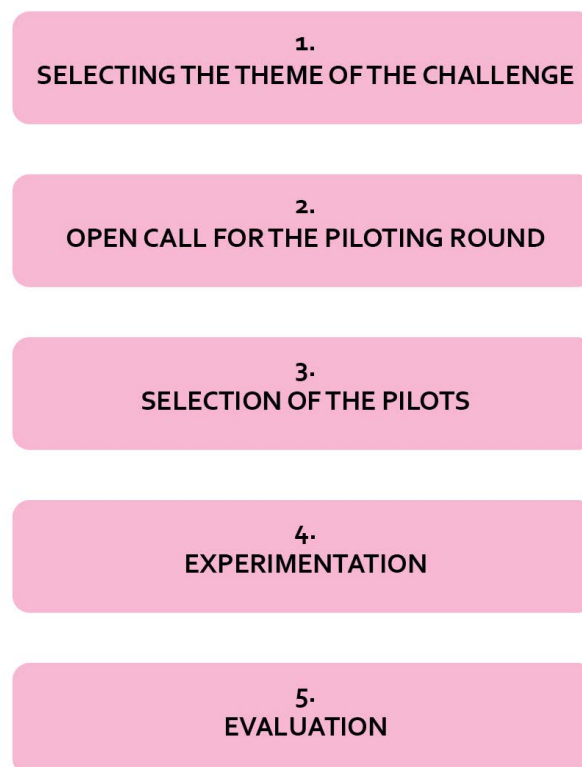 1.
SELECTING THE THEME OF THE CHALLENGE
2.
OPEN CALL FOR THE PILOTING ROUND
3.
SELECTION OF THE PILOTS
4.
EXPERIMENTATION
5.
EVALUATION